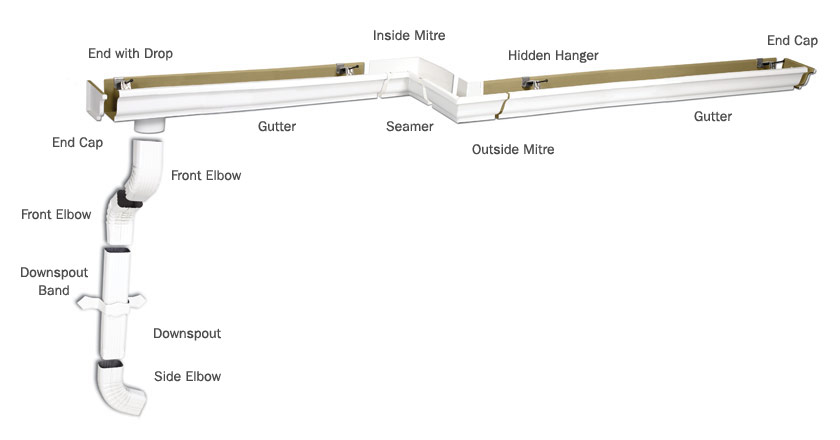 Inside Mitre
End Cap
End with Drop
Hidden Hanger
Gutter
Seamer
Gutter
End Cap
Outside Mitre
Front Elbow
Front Elbow
Downspout
Band
Downspout
Side Elbow